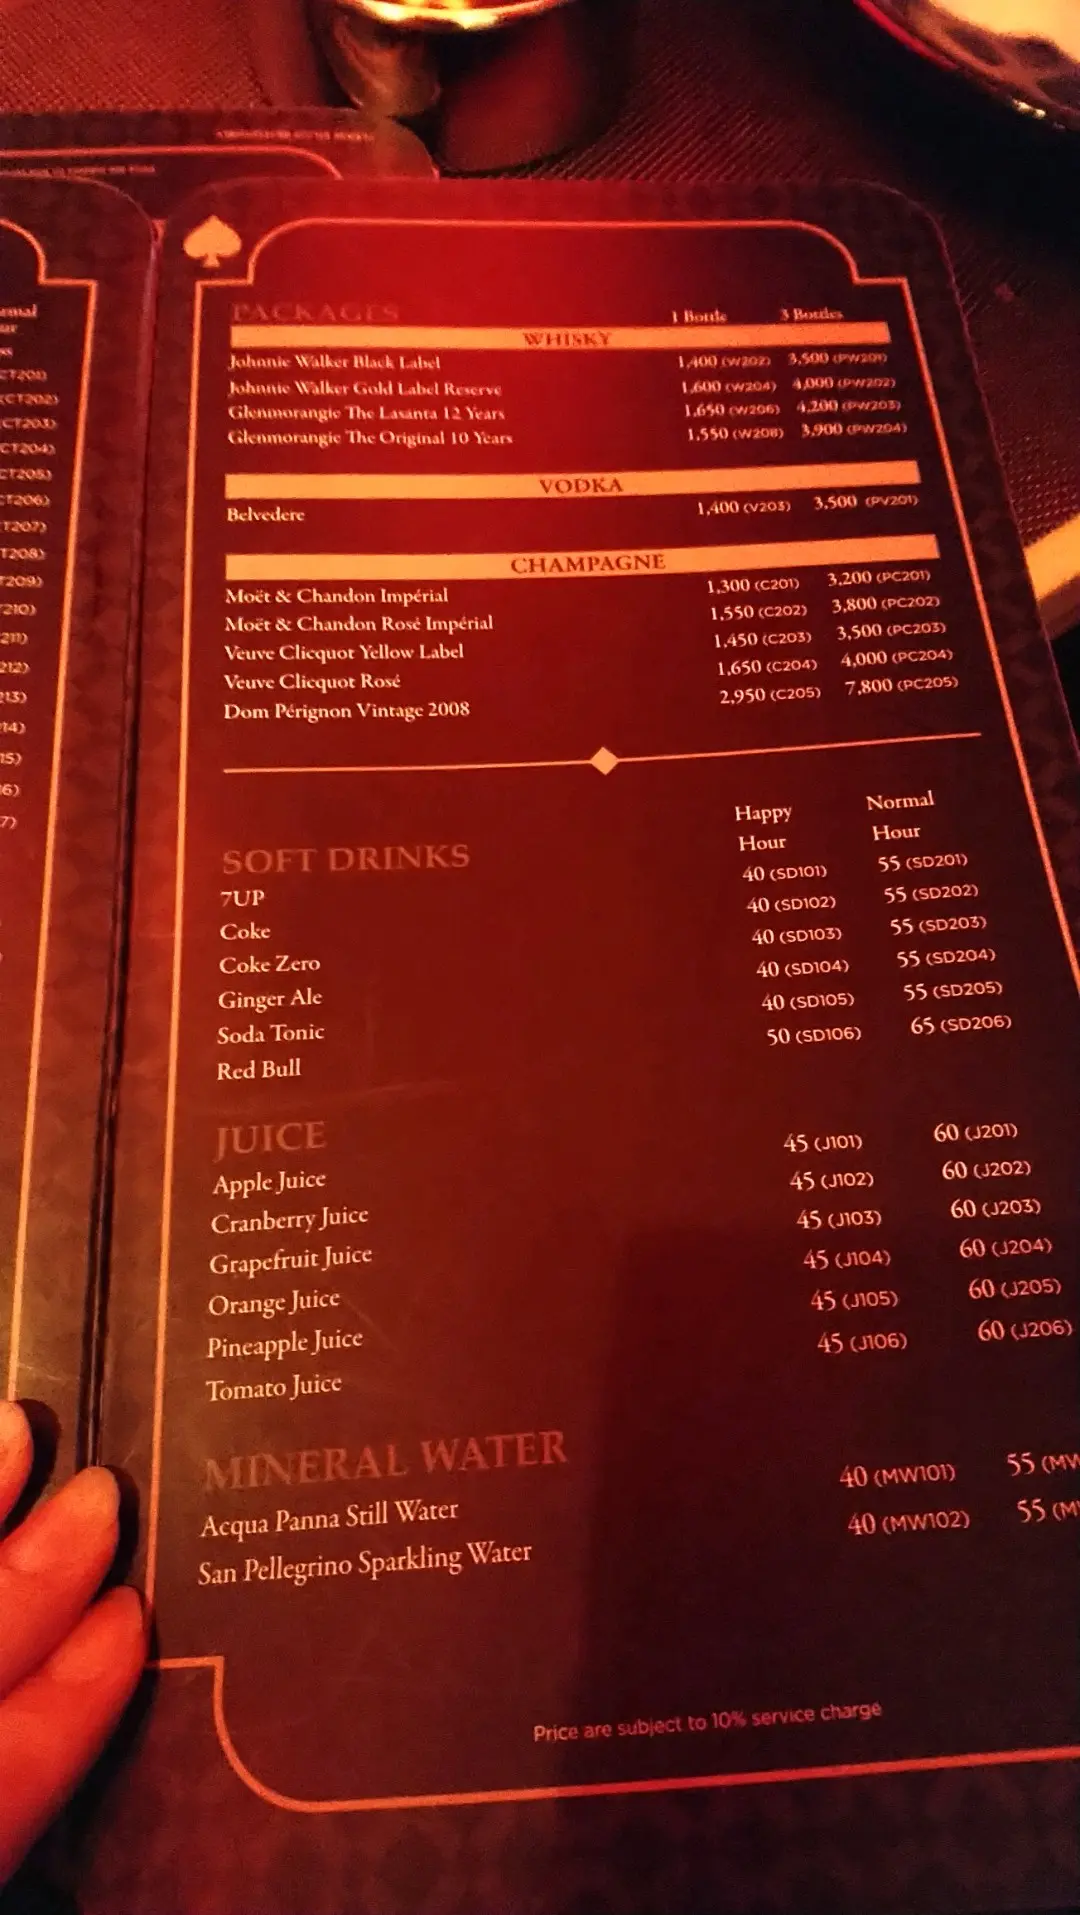 PACKAGES 1 Bottle 3 Bottles
WHISKY
Johnnie Walker Black Label 1,400 (W202) 3,500 (PW201)
Johnnie Walker Gold Label Reserve 1,600 (W204) 4,000 (PW202)
Glenmorangie The Lasanta 12 Years 1,650 (W206) 4,200 (PW203)
Glenmorangie The Original 10 Years 1,550 (W208) 3,900 (PW204)
VODKA
Belvedere 1,400 (V203) 3,500 (PV201)
CHAMPAGNE
Moët & Chandon Impérial 1,300 (C201) 3,200 (PC201)
Moët & Chandon Rosé Impérial 1,550 (C202) 3,800 (PC202)
Veuve Clicquot Yellow Label 1,450 (C203) 3,500 (PC203)
Veuve Clicquot Rosé 1,650 (C204) 4,000 (PC204)
Dom Pérignon Vintage 2008 2,950 (C205) 7,800 (PC205)
Happy Normal
Hour Hour
SOFT DRINKS
7UP 40 (SD101) 55 (SD201)
Coke 40 (SD102) 55 (SD202)
Coke Zero 40 (SD103) 55 (SD203)
Ginger Ale 40 (SD104) 55 (SD204)
Soda Tonic 40 (SD105) 55 (SD205)
Red Bull 50 (SD106) 65 (SD206)
JUICE
Apple Juice 45 (J101) 60 (J201)
Cranberry Juice 45 (J102) 60 (J202)
Grapefruit Juice 45 (J103) 60 (J203)
Orange Juice 45 (J104) 60 (J204)
Pineapple Juice 45 (J105) 60 (J205)
Tomato Juice 45 (J106) 60 (J206)
MINERAL WATER
Acqua Panna Still Water 40 (MW101) 55 (MW
San Pellegrino Sparkling Water 40 (MW102) 55 (M
Price are subject to 10% service charge